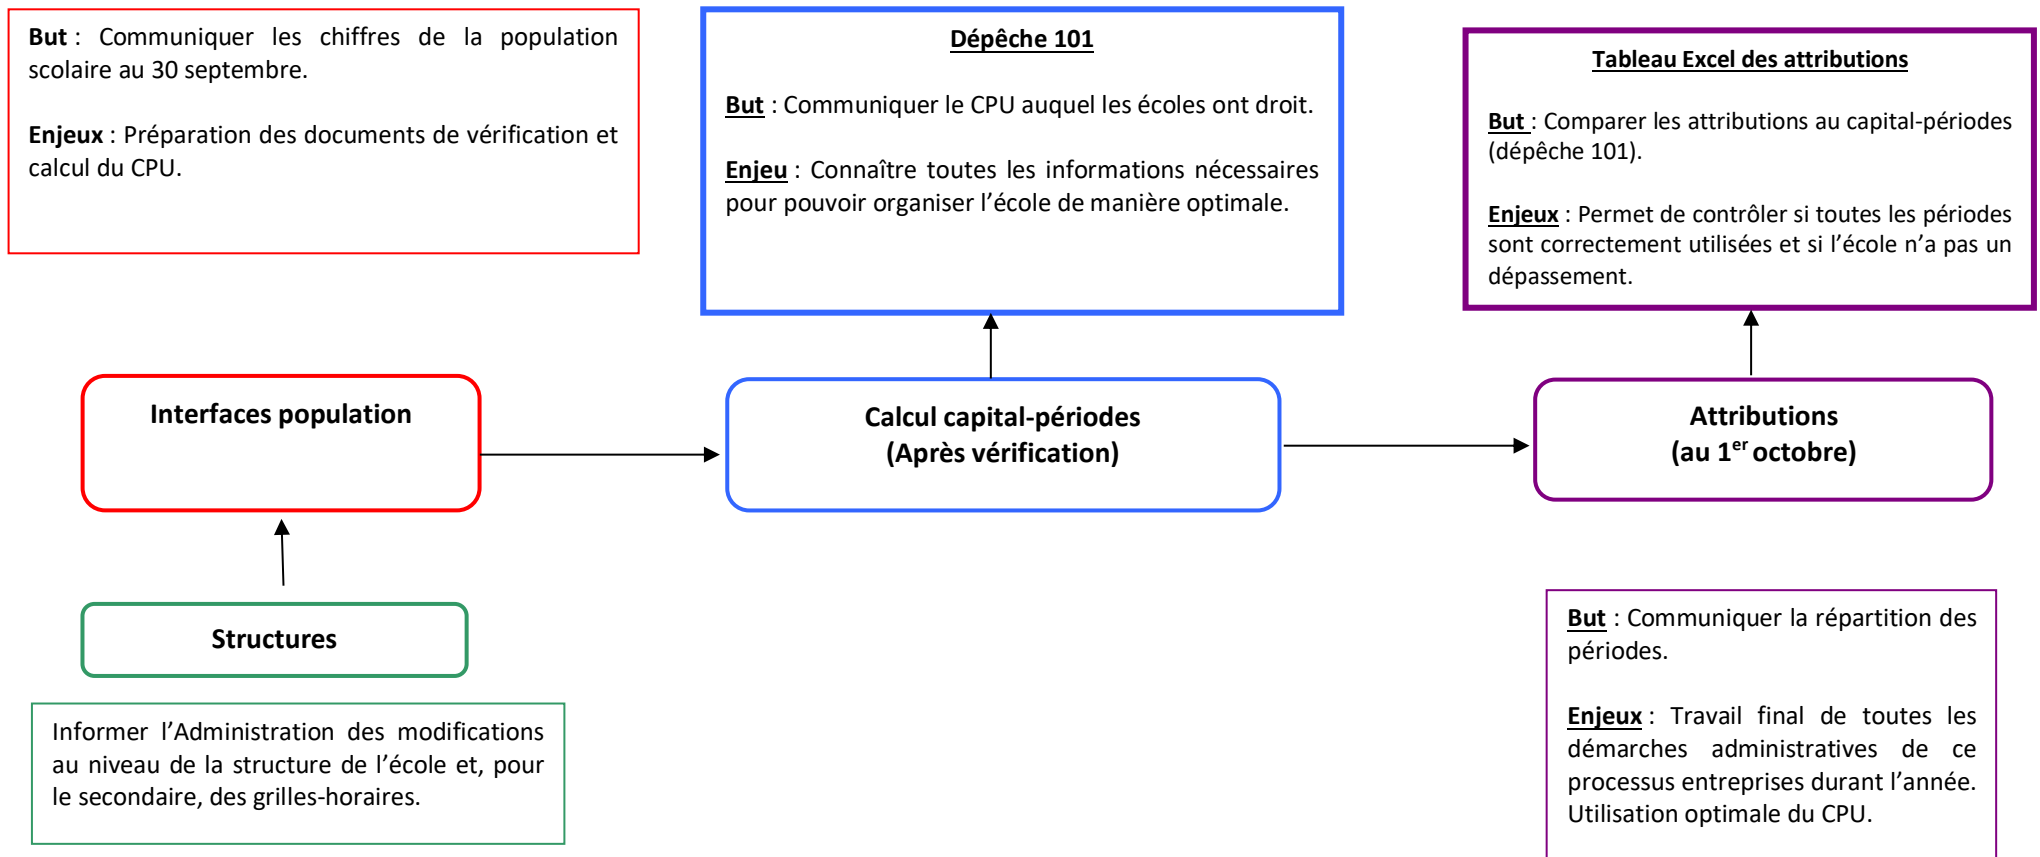 But : Communiquer les chiffres de la population
scolaire au 30 septembre.
Enjeux : Préparation des documents de vérification et
calcul du CPU.
Dépêche 101
But : Communiquer le CPU auquel les écoles ont droit.
Enjeu : Connaître toutes les informations nécessaires
pour pouvoir organiser l’école de manière optimale.
Tableau Excel des attributions
But : Comparer les attributions au capital-périodes
(dépêche 101).
Enjeux : Permet de contrôler si toutes les périodes
sont correctement utilisées et si l’école n’a pas un
dépassement.
Interfaces population
Calcul capital-périodes
(Après vérification)
Attributions
(au 1er octobre)
Structures
Informer l’Administration des modifications
au niveau de la structure de l’école et, pour
le secondaire, des grilles-horaires.
But : Communiquer la répartition des
périodes.
Enjeux : Travail final de toutes les
démarches administratives de ce
processus entreprises durant l’année.
Utilisation optimale du CPU.